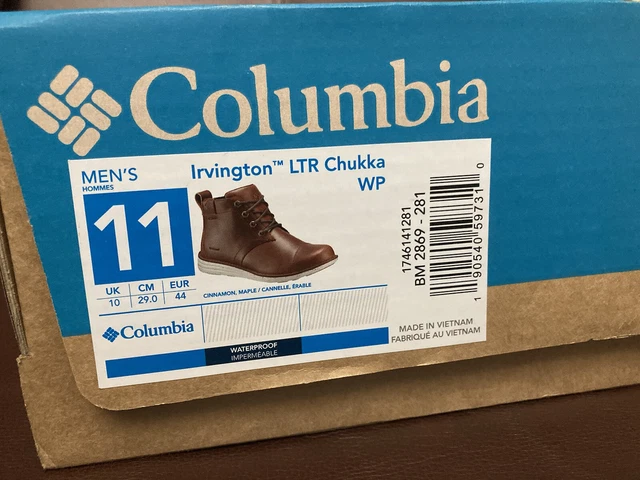 Columbia
MEN'S
HOMMES
Irvington™ LTR Chukka
WP
11
UK CM EUR
10 29.0 44
CINNAMON, MAPLE / CANNELLE, ÉRABLE
Columbia
WATERPROOF
IMPERMÉABLE
1746141281
BM 2869 - 281
1 90540 59731 0
MADE IN VIETNAM
FABRIQUÉ AU VIETNAM